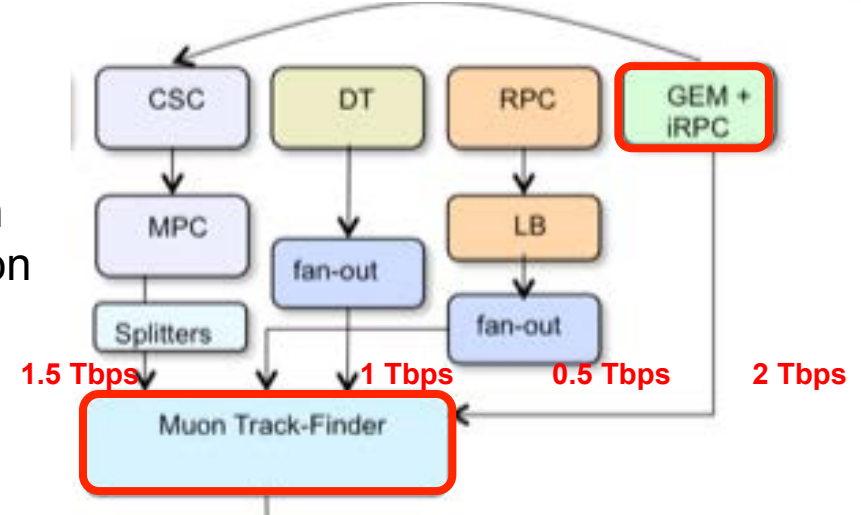 CSC
DT
RPC
GEM +
iRPC
MPC
LB
on
fan-out
fan-out
Splitters
1.5 Tbps
1 Tbps
0.5 Tbps
2 Tbps
Muon Track-Finder